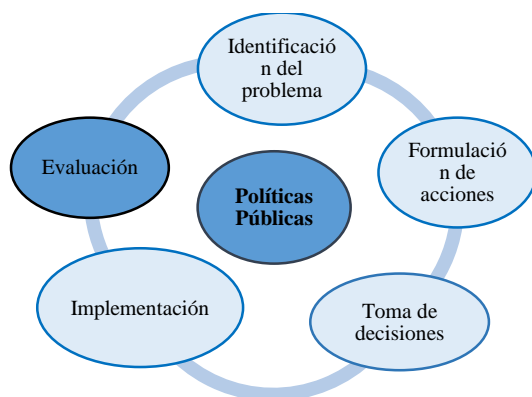 Identificació
n del
problema
Formulació
n de
acciones
Toma de
decisiones
Implementación
Evaluación
Políticas
Públicas